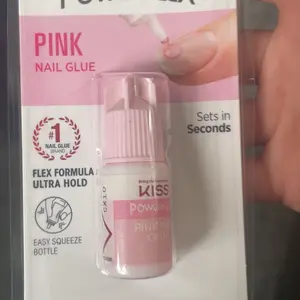 PINK
NAIL GLUE
Sets in
Seconds
#1
NAIL GLUE
BRAND
FLEX FORMULA
ULTRA HOLD
EASY SQUEEZE
BOTTLE
KISS